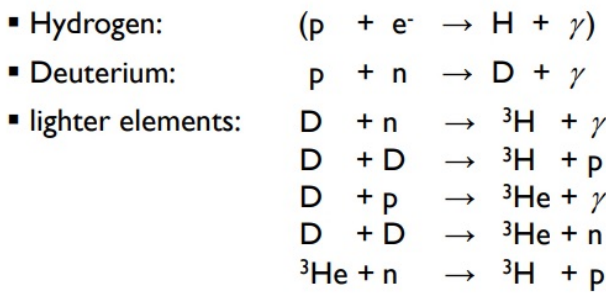 ▪ Hydrogen: (p + e⁻ → H + γ)
▪ Deuterium: p + n → D + γ
▪ lighter elements: D + n → ³H + γ
D + D → ³H + p
D + p → ³He + γ
D + D → ³He + n
³He + n → ³H + p